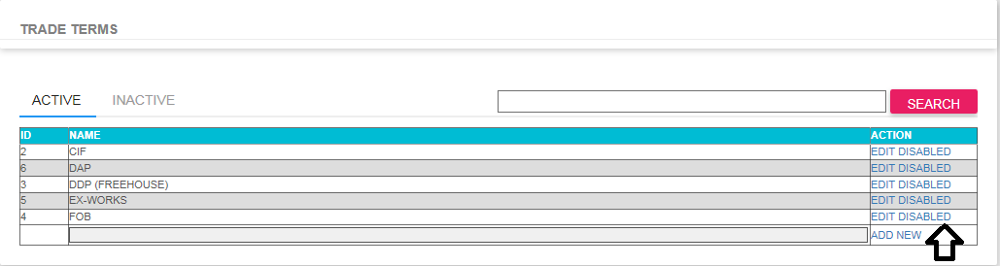 TRADE TERMS
ACTIVE INACTIVE SEARCH
ID NAME ACTION
2 CIF EDIT DISABLED
6 DAP EDIT DISABLED
3 DDP (FREEHOUSE) EDIT DISABLED
5 EX-WORKS EDIT DISABLED
4 FOB EDIT DISABLED
ADD NEW